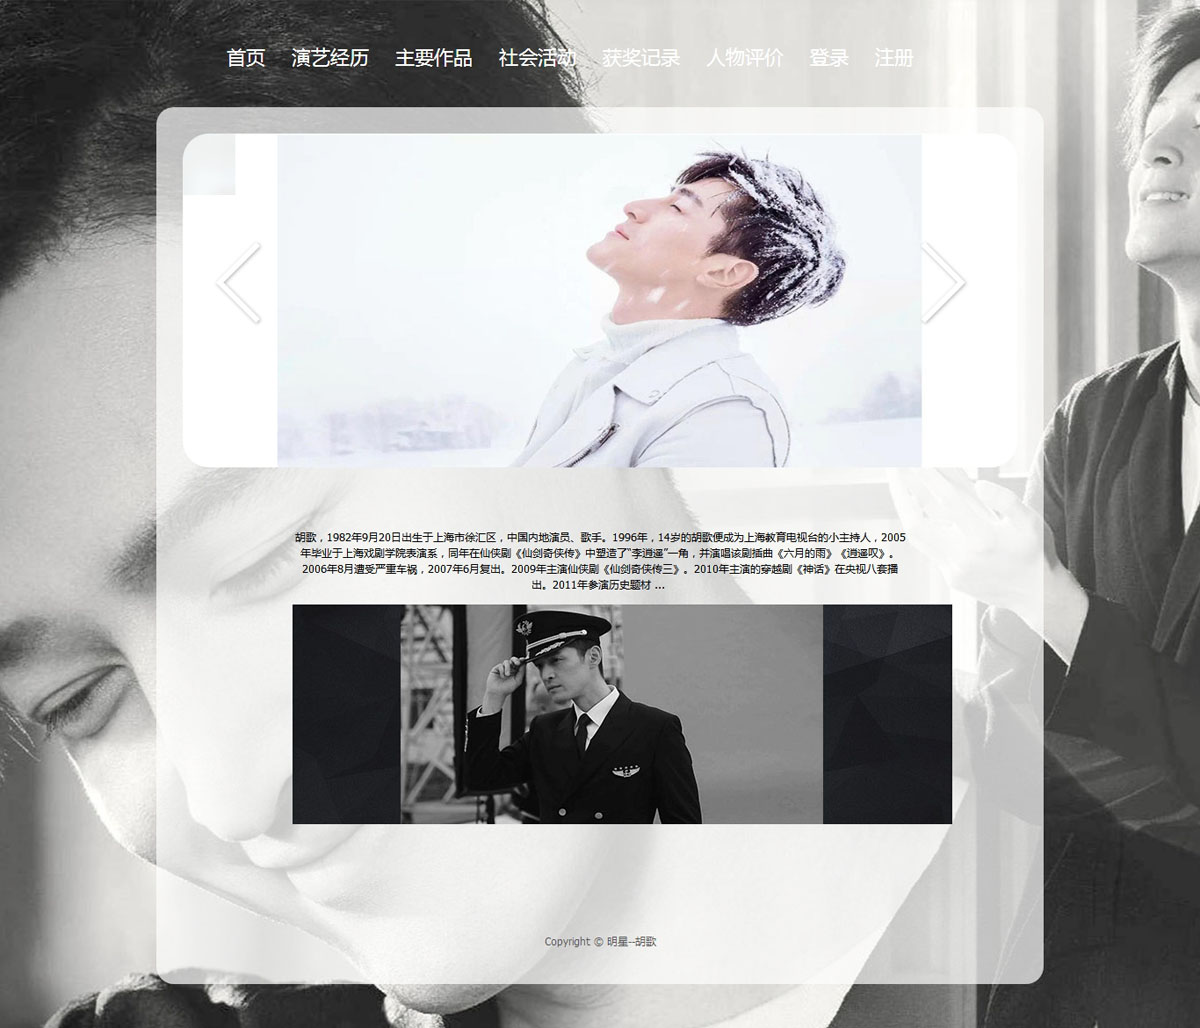 首页 演艺经历 主要作品 社会活动 获奖记录 人物评价 登录 注册
胡歌，1982年9月20日出生于上海市徐汇区，中国内地演员、歌手。1996年，14岁的胡歌便成为上海教育电视台的小主持人，2005
年毕业于上海戏剧学院表演系，同年在仙侠剧《仙剑奇侠传》中塑造了“李逍遥”一角，并演唱该剧插曲《六月的雨》《逍遥叹》。
2006年8月遭受严重车祸，2007年6月复出。2009年主演仙侠剧《仙剑奇侠传三》。2010年主演的穿越剧《神话》在央视八套播
出。2011年参演历史题材 ...
Copyright © 明星--胡歌